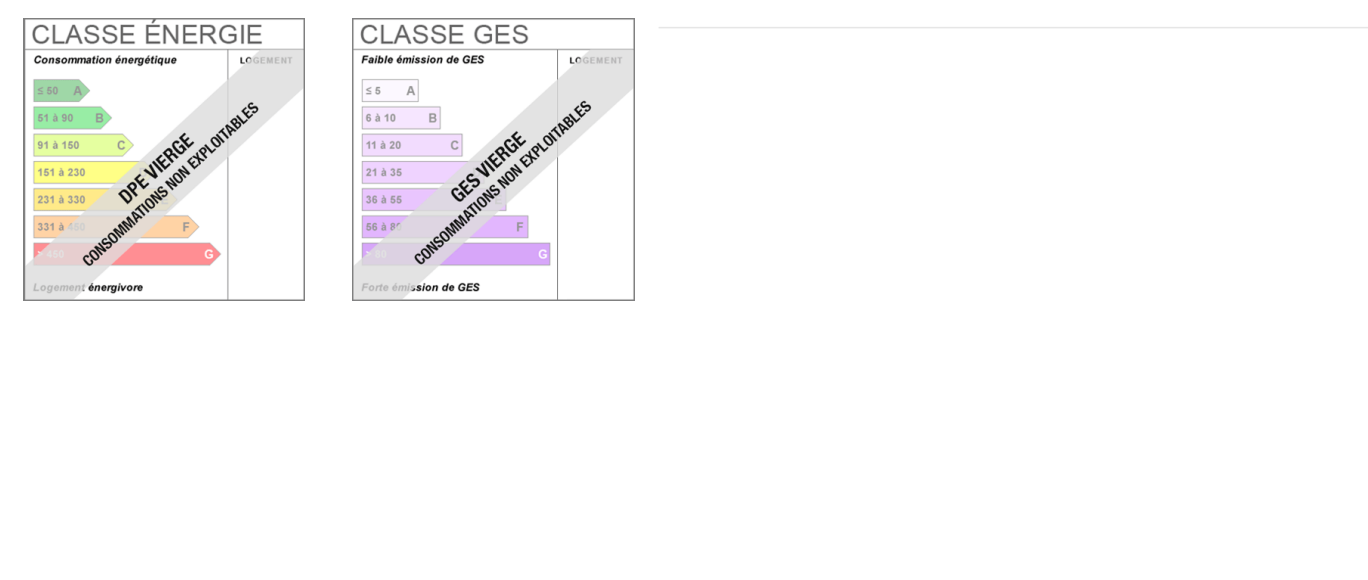 CLASSE ÉNERGIE
Consommation énergétique
LOGEMENT
≤ 50 A
51 à 90 B
91 à 150 C
151 à 230
231 à 330
331 à 450 F
> 450 G
DPE VIERGE
CONSOMMATIONS NON EXPLOITABLES
Logement énergivore
CLASSE GES
Faible émission de GES
LOGEMENT
≤ 5 A
6 à 10 B
11 à 20 C
21 à 35
36 à 55 E
56 à 80 F
> 80 G
GES VIERGE
CONSOMMATIONS NON EXPLOITABLES
Forte émission de GES